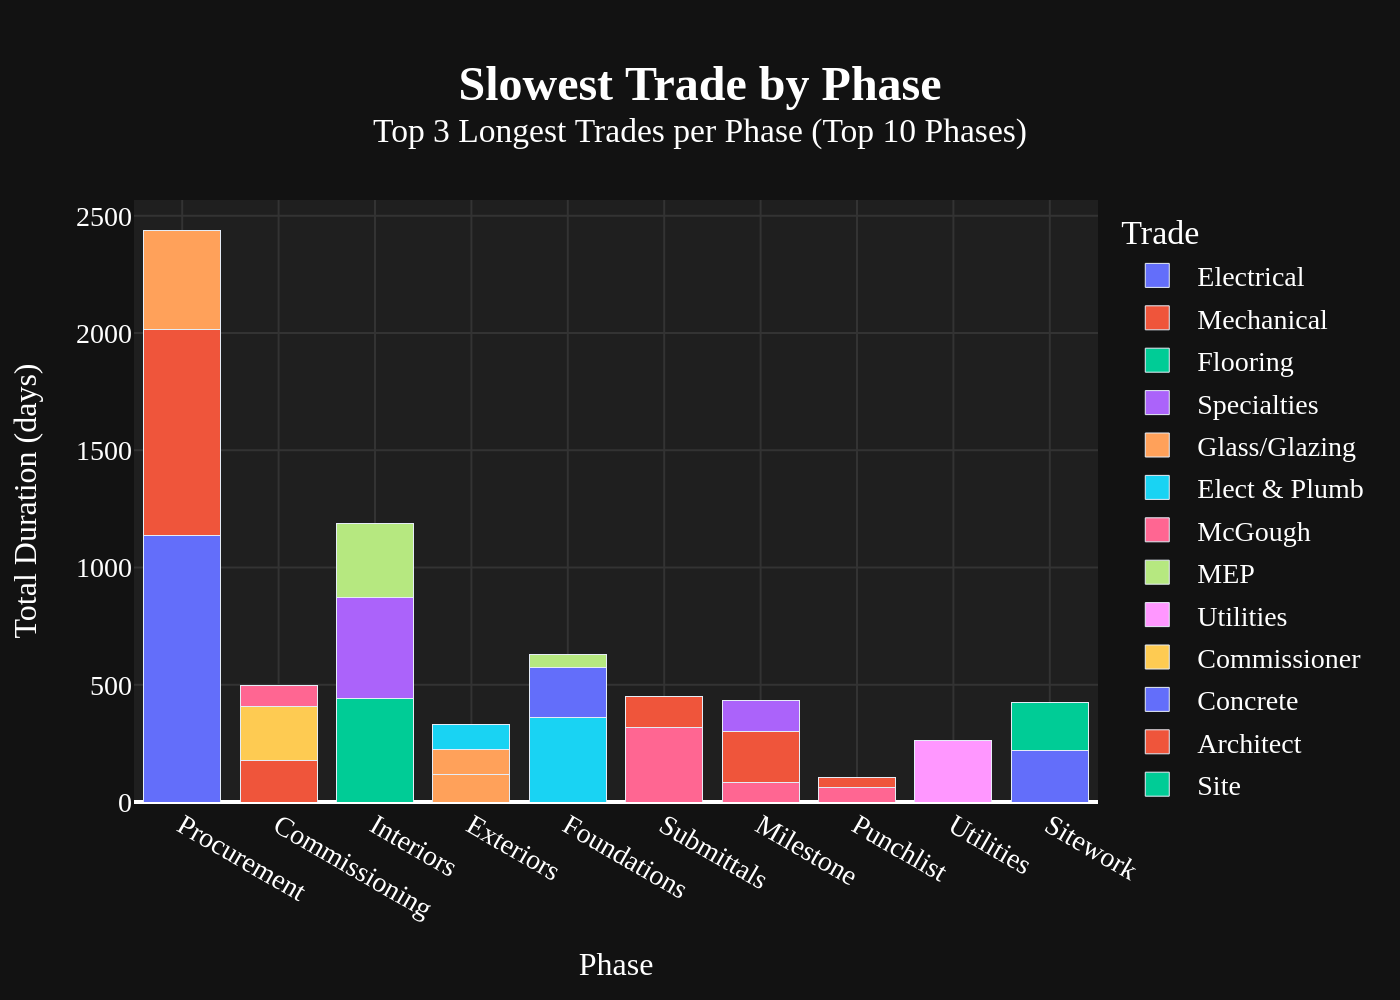 Slowest Trade by Phase
Top 3 Longest Trades per Phase (Top 10 Phases)
Total Duration (days)
2500
2000
1500
1000
500
0
Procurement
Commissioning
Interiors
Exteriors
Foundations
Submittals
Milestone
Punchlist
Utilities
Sitework
Phase
Trade
Electrical
Mechanical
Flooring
Specialties
Glass/Glazing
Elect & Plumb
McGough
MEP
Utilities
Commissioner
Concrete
Architect
Site